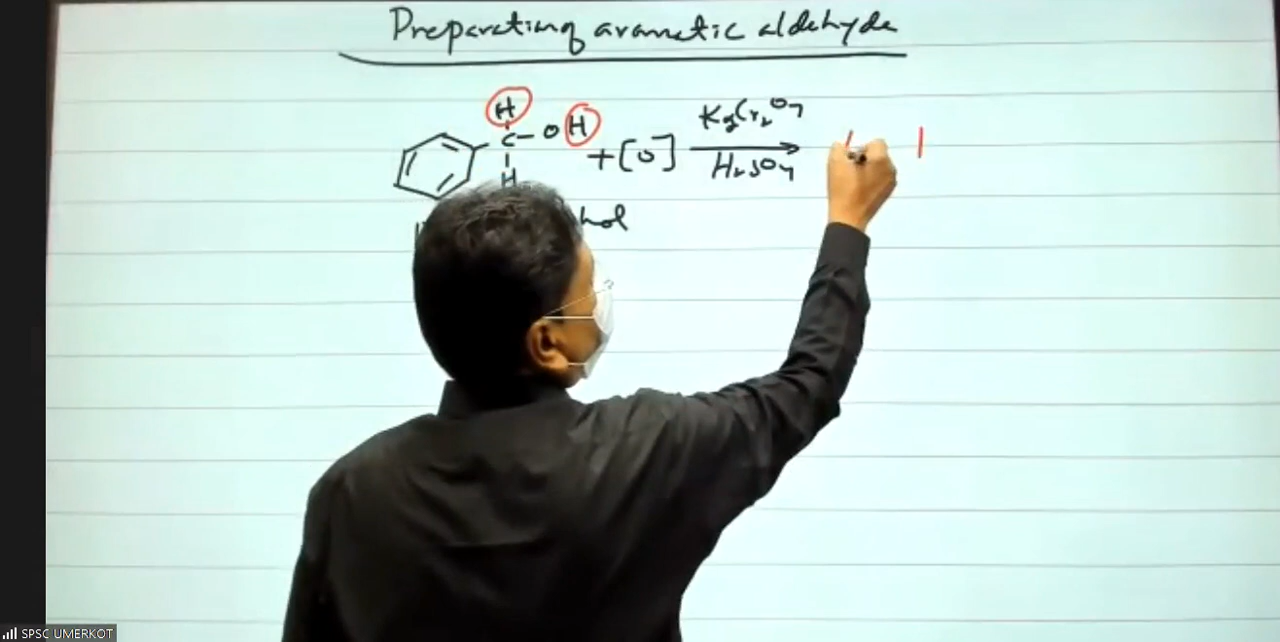 Preparating aramatic aldehyde
H
C - OH + [O] K2Cr2O7
H2SO4
H
hol
SPSC UMERKOT